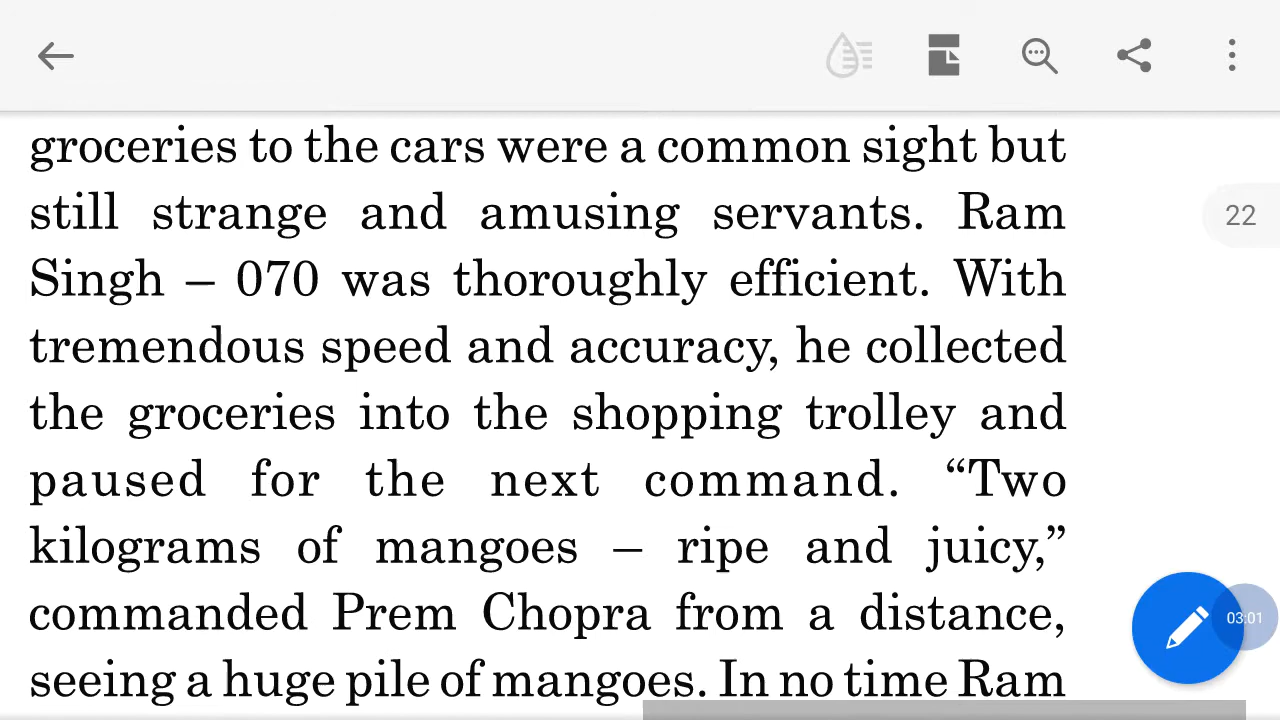 22
groceries to the cars were a common sight but
still strange and amusing servants. Ram
Singh – 070 was thoroughly efficient. With
tremendous speed and accuracy, he collected
the groceries into the shopping trolley and
paused for the next command. “Two
kilograms of mangoes – ripe and juicy,”
commanded Prem Chopra from a distance,
seeing a huge pile of mangoes. In no time Ram
03:01